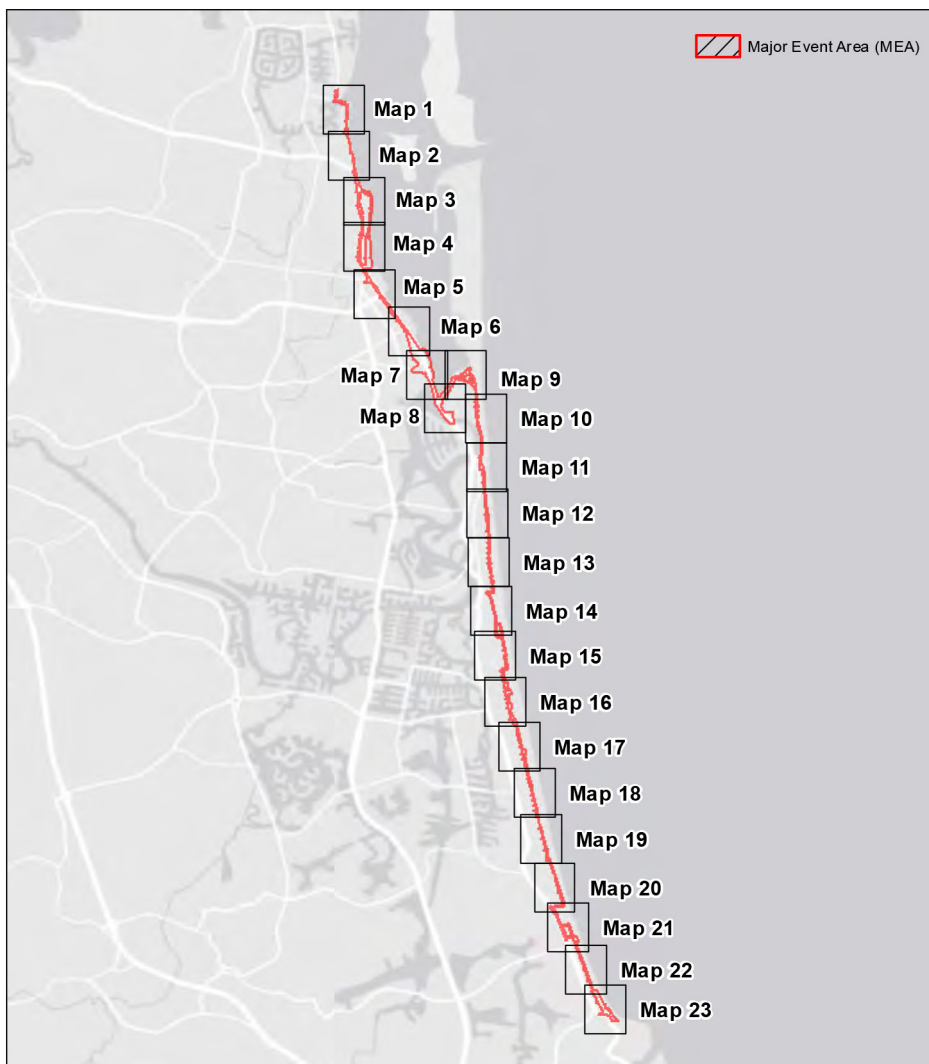 Major Event Area (MEA)
Map 1
Map 2
Map 3
Map 4
Map 5
Map 6
Map 7
Map 9
Map 8
Map 10
Map 11
Map 12
Map 13
Map 14
Map 15
Map 16
Map 17
Map 18
Map 19
Map 20
Map 21
Map 22
Map 23